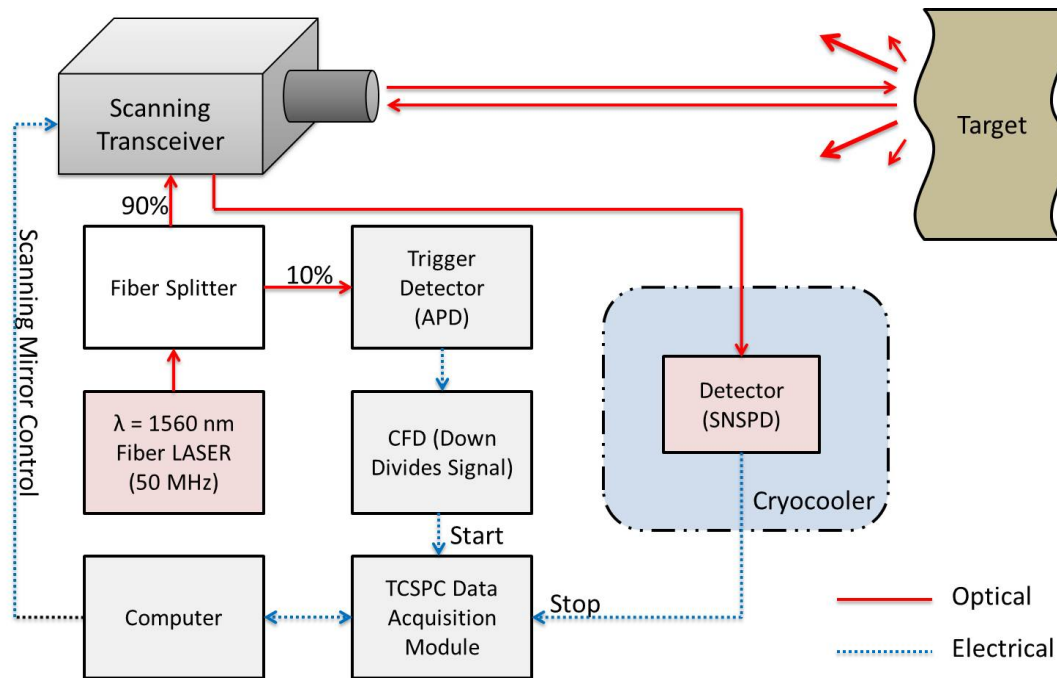 Scanning
Transceiver
Target
90%
Scanning Mirror Control
Fiber Splitter
10%
Trigger
Detector
(APD)
λ = 1560 nm
Fiber LASER
(50 MHz)
CFD (Down
Divides Signal)
Detector
(SNSPD)
Cryocooler
Start
Computer
TCSPC Data
Acquisition
Module
Stop
Optical
Electrical